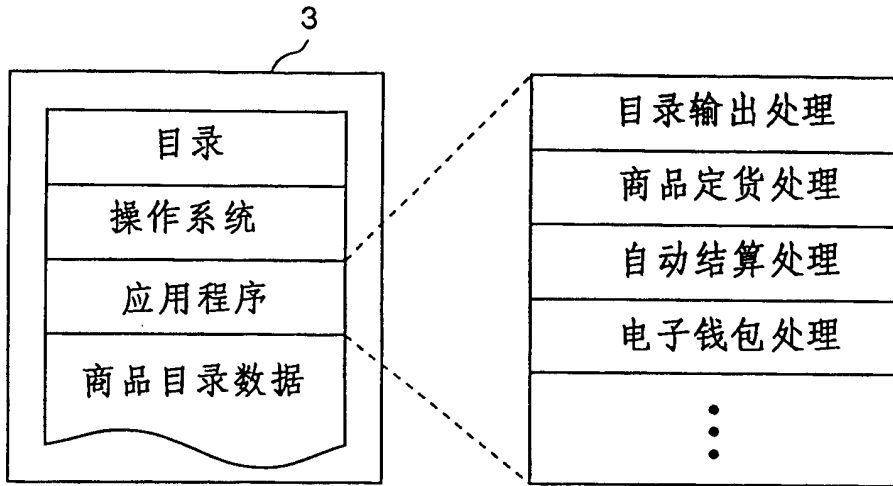 3
目录
操作系统
应用程序
商品目录数据
目录输出处理
商品定货处理
自动结算处理
电子钱包处理